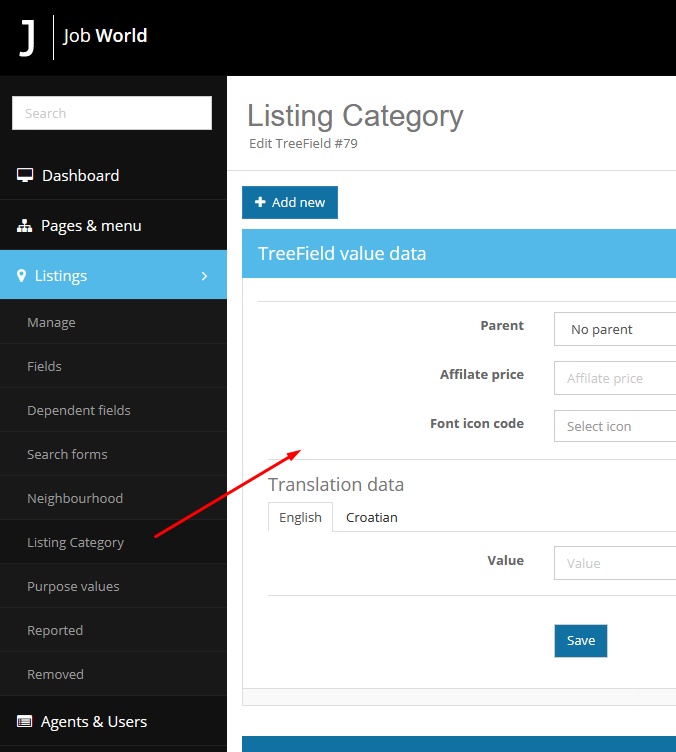 J
Job World
Search
Dashboard
Pages & menu
Listings
Manage
Fields
Dependent fields
Search forms
Neighbourhood
Listing Category
Purpose values
Reported
Removed
Agents & Users
Listing Category
Edit TreeField #79
Add new
TreeField value data
Parent No parent
Affilate price Affilate price
Font icon code Select icon
Translation data
English Croatian
Value Value
Save